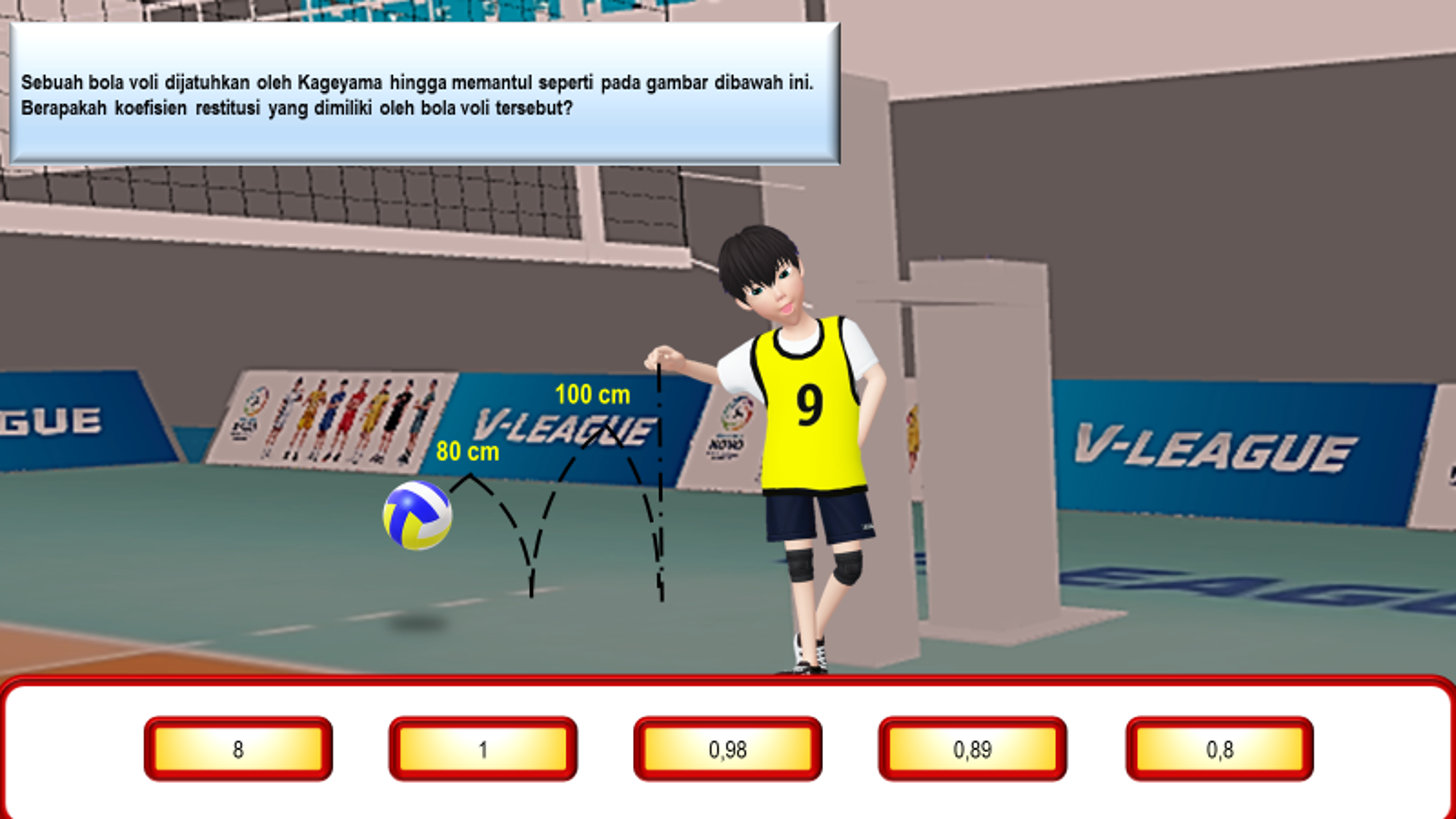 Sebuah bola voli dijatuhkan oleh Kageyama hingga memantul seperti pada gambar dibawah ini.
Berapakah koefisien restitusi yang dimiliki oleh bola voli tersebut?
100 cm
80 cm
9
GUE
V-LEAGUE
V-LEAGUE
EAGU
8
1
0,98
0,89
0,8